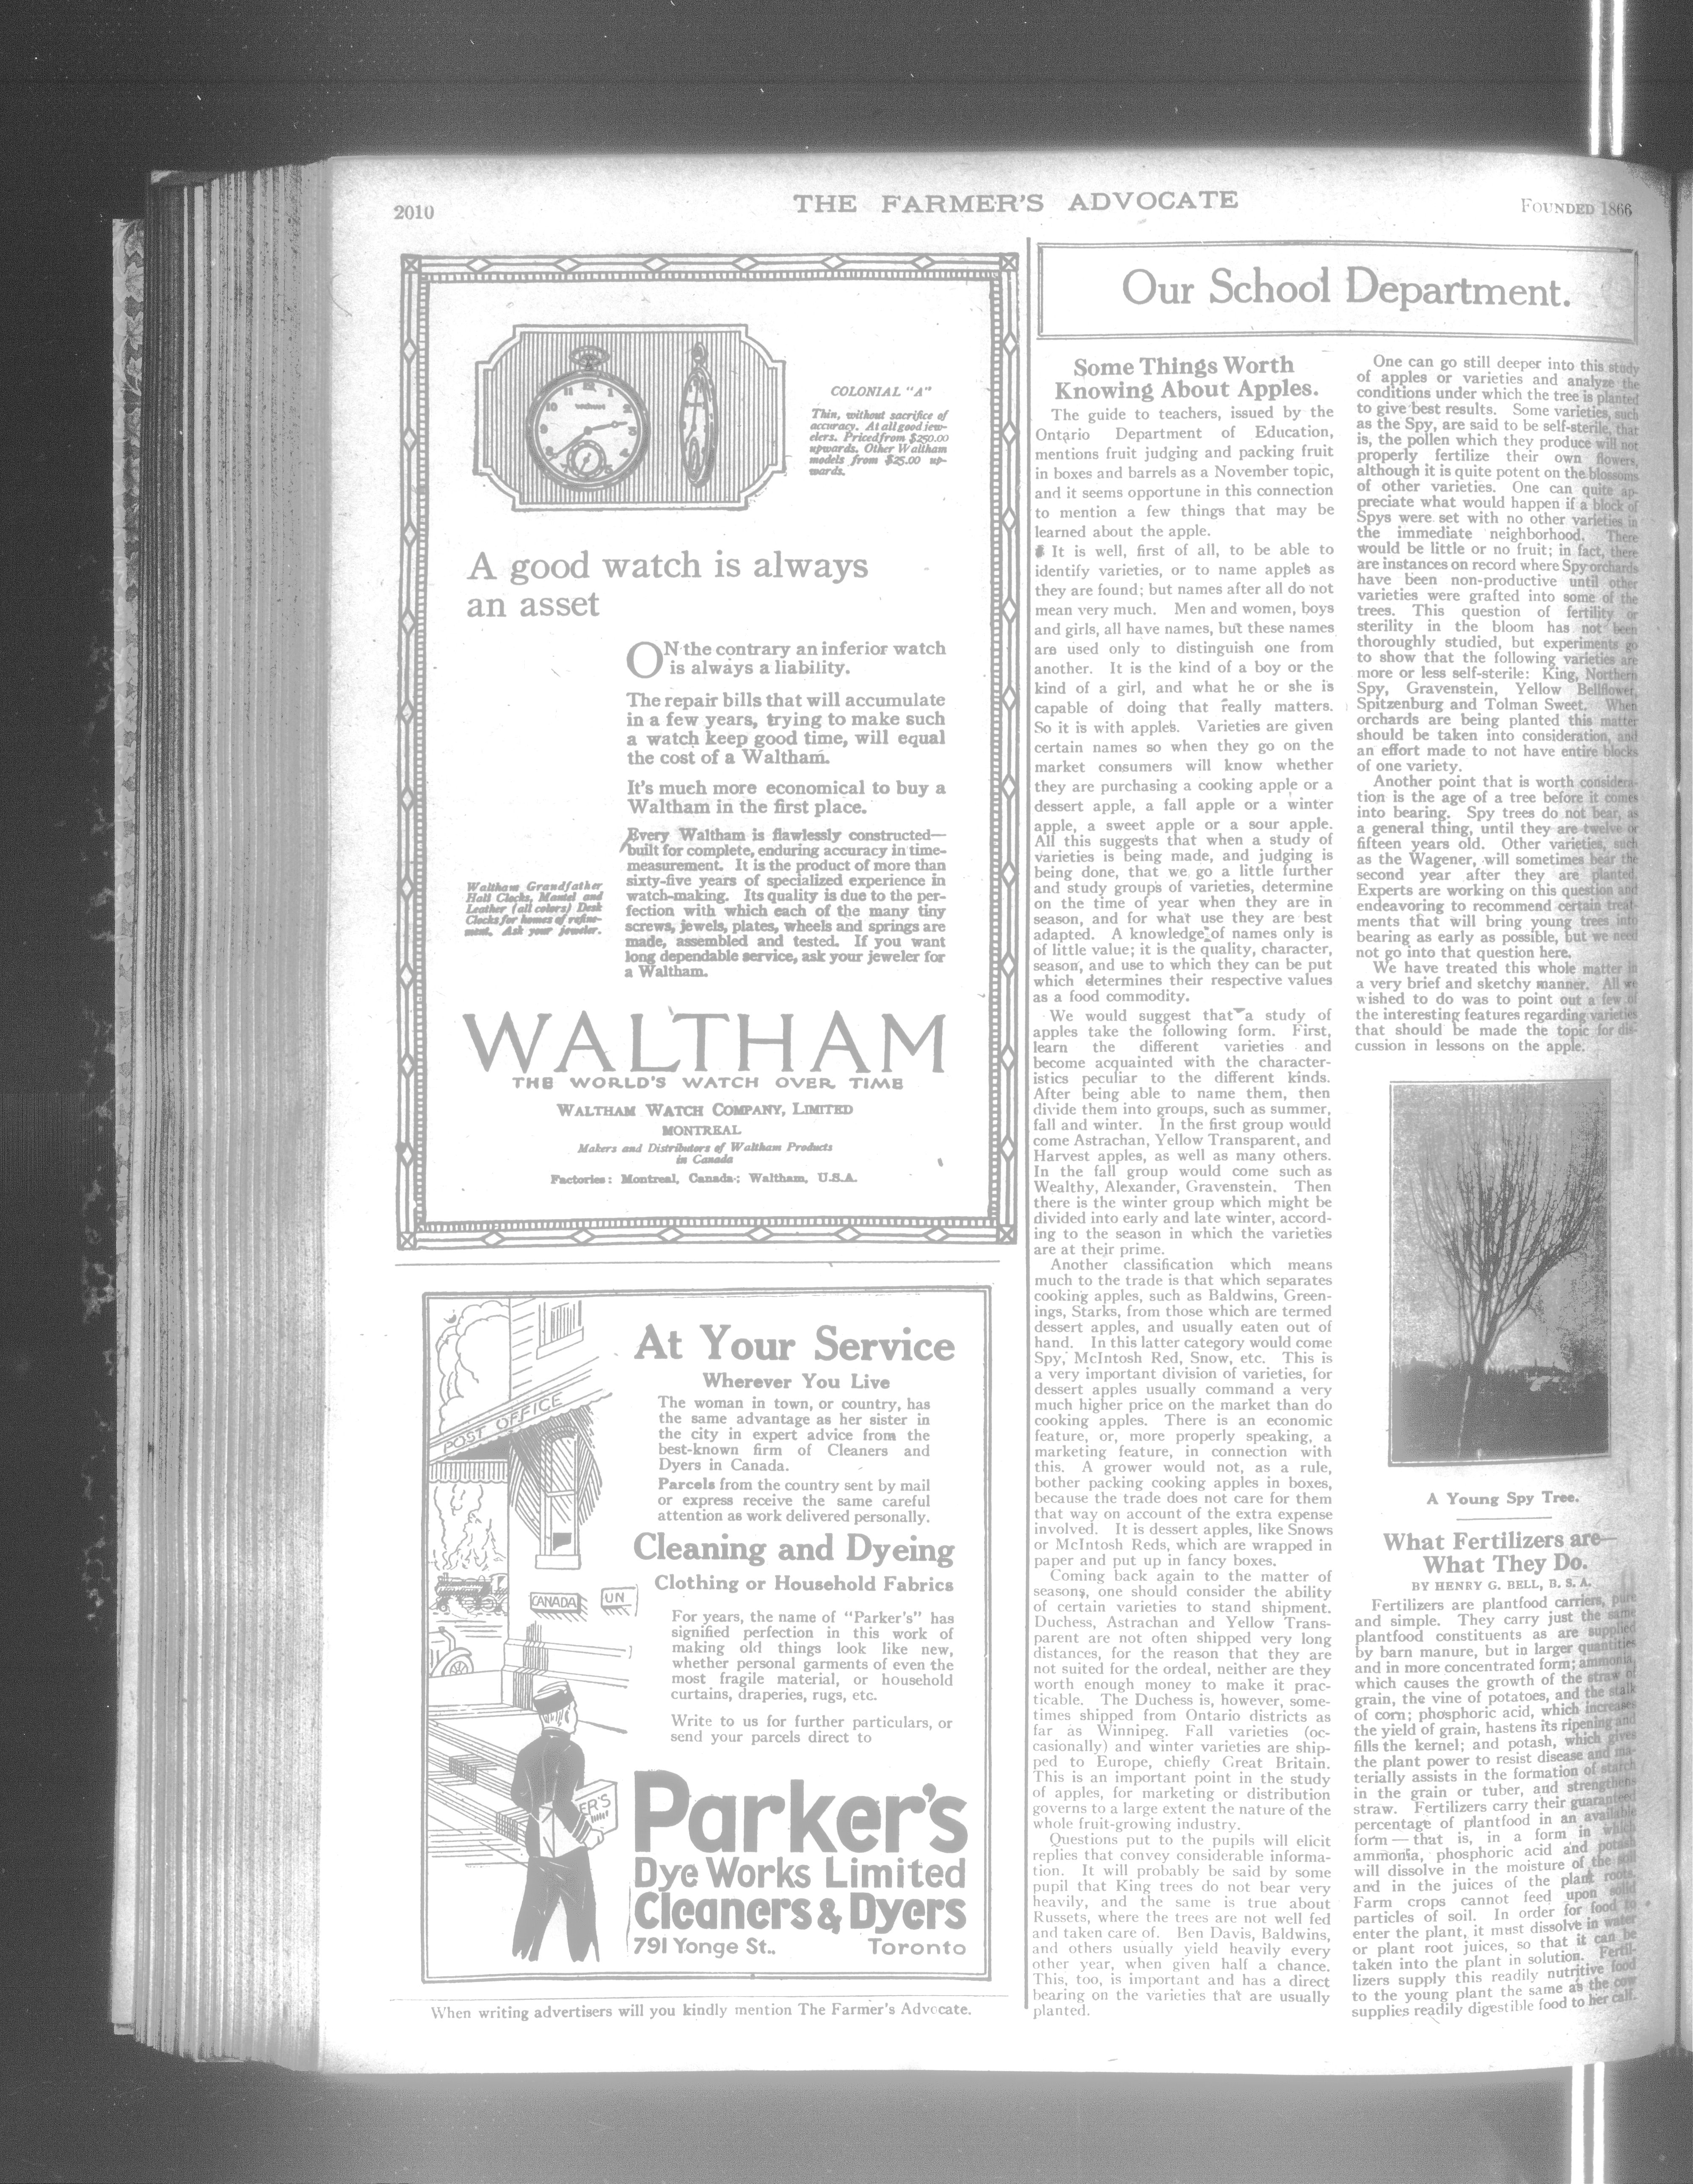 2010
THE FARMER'S ADVOCATE
FOUNDED 1866
COLONIAL "A"
Thin, without sacrifice of
accuracy. At all good jew-
elers. Priced from $250.00
upwards. Other Waltham
models from $25.00 up-
wards.
A good watch is always
an asset
ON the contrary an inferior watch
is always a liability.
The repair bills that will accumulate
in a few years, trying to make such
a watch keep good time, will equal
the cost of a Waltham.
It's much more economical to buy a
Waltham in the first place.
Every Waltham is flawlessly constructed—
built for complete, enduring accuracy in time-
measurement. It is the product of more than
sixty-five years of specialized experience in
watch-making. Its quality is due to the per-
fection with which each of the many tiny
screws, jewels, plates, wheels and springs are
made, assembled and tested. If you want
long dependable service, ask your jeweler for
a Waltham.
Waltham Grandfather
Hall Clocks, Mantel and
Leather (all colors) Desk
Clocks for homes of refine-
ment. Ask your jeweler.
WALTHAM
THE WORLD'S WATCH OVER TIME
WALTHAM WATCH COMPANY, LIMITED
MONTREAL
Makers and Distributors of Waltham Products
in Canada
Factories: Montreal, Canada; Waltham, U.S.A.
POST OFFICE
CANADA
UN
ER'S
At Your Service
Wherever You Live
The woman in town, or country, has
the same advantage as her sister in
the city in expert advice from the
best-known firm of Cleaners and
Dyers in Canada.
Parcels from the country sent by mail
or express receive the same careful
attention as work delivered personally.
Cleaning and Dyeing
Clothing or Household Fabrics
For years, the name of "Parker's" has
signified perfection in this work of
making old things look like new,
whether personal garments of even the
most fragile material, or household
curtains, draperies, rugs, etc.
Write to us for further particulars, or
send your parcels direct to
Parker's
Dye Works Limited
Cleaners & Dyers
791 Yonge St.. Toronto
When writing advertisers will you kindly mention The Farmer's Advocate.
Our School Department.
Some Things Worth
Knowing About Apples.
The guide to teachers, issued by the
Ontario Department of Education,
mentions fruit judging and packing fruit
in boxes and barrels as a November topic,
and it seems opportune in this connection
to mention a few things that may be
learned about the apple.
It is well, first of all, to be able to
identify varieties, or to name apples as
they are found; but names after all do not
mean very much. Men and women, boys
and girls, all have names, but these names
are used only to distinguish one from
another. It is the kind of a boy or the
kind of a girl, and what he or she is
capable of doing that really matters.
So it is with apples. Varieties are given
certain names so when they go on the
market consumers will know whether
they are purchasing a cooking apple or a
dessert apple, a fall apple or a winter
apple, a sweet apple or a sour apple.
All this suggests that when a study of
varieties is being made, and judging is
being done, that we go a little further
and study groups of varieties, determine
on the time of year when they are in
season, and for what use they are best
adapted. A knowledge of names only is
of little value; it is the quality, character,
season, and use to which they can be put
which determines their respective values
as a food commodity.
We would suggest that a study of
apples take the following form. First,
learn the different varieties and
become acquainted with the character-
istics peculiar to the different kinds.
After being able to name them, then
divide them into groups, such as summer,
fall and winter. In the first group would
come Astrachan, Yellow Transparent, and
Harvest apples, as well as many others.
In the fall group would come such as
Wealthy, Alexander, Gravenstein. Then
there is the winter group which might be
divided into early and late winter, accord-
ing to the season in which the varieties
are at their prime.
Another classification which means
much to the trade is that which separates
cooking apples, such as Baldwins, Green-
ings, Starks, from those which are termed
dessert apples, and usually eaten out of
hand. In this latter category would come
Spy, McIntosh Red, Snow, etc. This is
a very important division of varieties, for
dessert apples usually command a very
much higher price on the market than do
cooking apples. There is an economic
feature, or, more properly speaking, a
marketing feature, in connection with
this. A grower would not, as a rule,
bother packing cooking apples in boxes,
because the trade does not care for them
that way on account of the extra expense
involved. It is dessert apples, like Snows
or McIntosh Reds, which are wrapped in
paper and put up in fancy boxes.
Coming back again to the matter of
seasons, one should consider the ability
of certain varieties to stand shipment.
Duchess, Astrachan and Yellow Trans-
parent are not often shipped very long
distances, for the reason that they are
not suited for the ordeal, neither are they
worth enough money to make it prac-
ticable. The Duchess is, however, some-
times shipped from Ontario districts as
far as Winnipeg. Fall varieties (oc-
casionally) and winter varieties are ship-
ped to Europe, chiefly Great Britain.
This is an important point in the study
of apples, for marketing or distribution
governs to a large extent the nature of the
whole fruit-growing industry.
Questions put to the pupils will elicit
replies that convey considerable informa-
tion. It will probably be said by some
pupil that King trees do not bear very
heavily, and the same is true about
Russets, where the trees are not well fed
and taken care of. Ben Davis, Baldwins,
and others usually yield heavily every
other year, when given half a chance.
This, too, is important and has a direct
bearing on the varieties that are usually
planted.
One can go still deeper into this study
of apples or varieties and analyze the
conditions under which the tree is planted
to give best results. Some varieties, such
as the Spy, are said to be self-sterile, that
is, the pollen which they produce will not
properly fertilize their own flowers,
although it is quite potent on the blossoms
of other varieties. One can quite ap-
preciate what would happen if a block of
Spys were set with no other varieties in
the immediate neighborhood. There
would be little or no fruit; in fact, there
are instances on record where Spy orchards
have been non-productive until other
varieties were grafted into some of the
trees. This question of fertility or
sterility in the bloom has not been
thoroughly studied, but experiments go
to show that the following varieties are
more or less self-sterile: King, Northern
Spy, Gravenstein, Yellow Bellflower,
Spitzenburg and Tolman Sweet. When
orchards are being planted this matter
should be taken into consideration, and
an effort made to not have entire blocks
of one variety.
Another point that is worth considera-
tion is the age of a tree before it comes
into bearing. Spy trees do not bear, as
a general thing, until they are twelve or
fifteen years old. Other varieties, such
as the Wagener, will sometimes bear the
second year after they are planted.
Experts are working on this question and
endeavoring to recommend certain treat-
ments that will bring young trees into
bearing as early as possible, but we need
not go into that question here.
We have treated this whole matter in
a very brief and sketchy manner. All we
wished to do was to point out a few of
the interesting features regarding varieties
that should be made the topic for dis-
cussion in lessons on the apple.
A Young Spy Tree.
What Fertilizers are—
What They Do.
BY HENRY G. BELL, B. S. A.
Fertilizers are plantfood carriers, pure
and simple. They carry just the same
plantfood constituents as are supplied
by barn manure, but in larger quantities
and in more concentrated form; ammonia,
which causes the growth of the straw of
grain, the vine of potatoes, and the stalk
of corn; phosphoric acid, which increases
the yield of grain, hastens its ripening and
fills the kernel; and potash, which gives
the plant power to resist disease and ma-
terially assists in the formation of starch
in the grain or tuber, and strengthens
straw. Fertilizers carry their guaranteed
percentage of plantfood in an available
form — that is, in a form in which
ammonia, phosphoric acid and potash
will dissolve in the moisture of the soil
and in the juices of the plant roots.
Farm crops cannot feed upon solid
particles of soil. In order for food to
enter the plant, it must dissolve in water
or plant root juices, so that it can be
taken into the plant in solution. Fertil-
lizers supply this readily nutritive food
to the young plant the same as the cow
supplies readily digestible food to her calf.